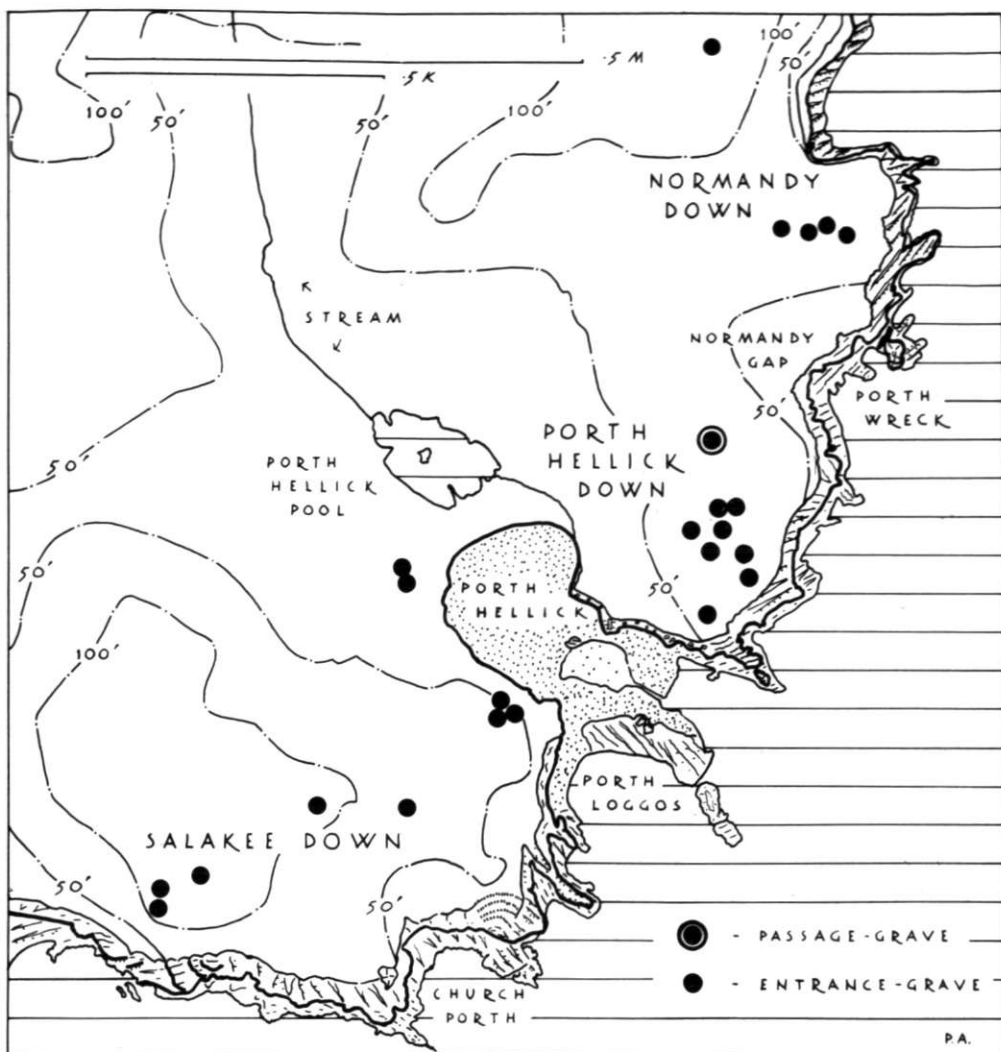 100'
50'
.5 M
.5 K
100'
50'
50'
100'
NORMANDY
DOWN
STREAM
NORMANDY
GAP
50'
PORTH
WRECK
PORTH
HELLICK
DOWN
50'
PORTH
HELLICK
POOL
50'
PORTH
HELLICK
50'
100'
PORTH
LOGGOS
SALAKEE DOWN
50'
50'
- PASSAGE-GRAVE
- ENTRANCE-GRAVE
CHURCH
PORTH
P.A.